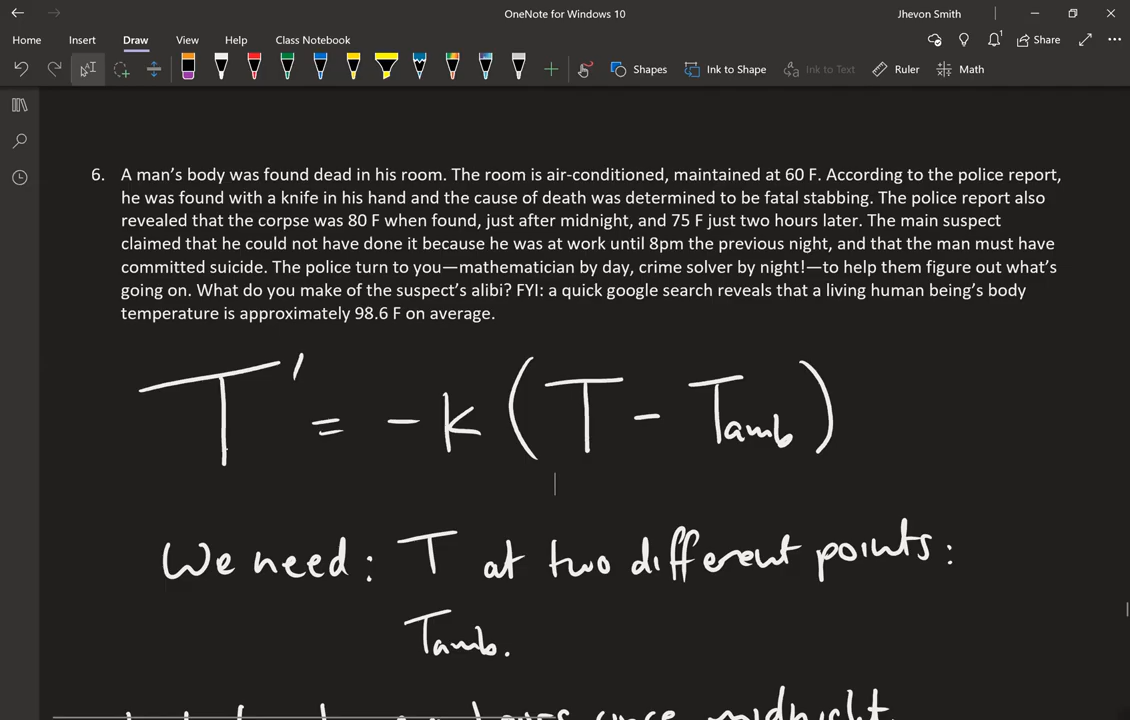 OneNote for Windows 10
Jhevon Smith
Home Insert Draw View Help Class Notebook
Share
Shapes Ink to Shape Ink to Text Ruler Math
6. A man's body was found dead in his room. The room is air-conditioned, maintained at 60 F. According to the police report,
he was found with a knife in his hand and the cause of death was determined to be fatal stabbing. The police report also
revealed that the corpse was 80 F when found, just after midnight, and 75 F just two hours later. The main suspect
claimed that he could not have done it because he was at work until 8pm the previous night, and that the man must have
committed suicide. The police turn to you—mathematician by day, crime solver by night!—to help them figure out what's
going on. What do you make of the suspect's alibi? FYI: a quick google search reveals that a living human being's body
temperature is approximately 98.6 F on average.
T' = -k (T - Tamb)
We need: T at two different points:
Tamb.
hours since midnight